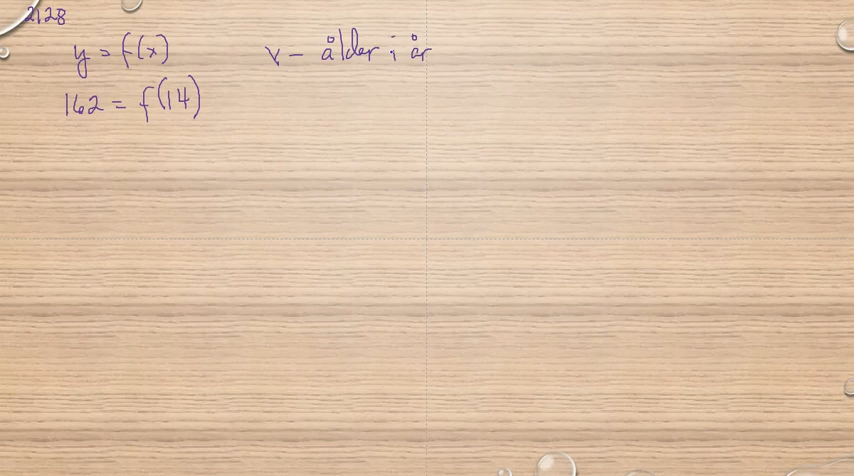 2128
y = f(x) x – ålder i år
162 = f(14)